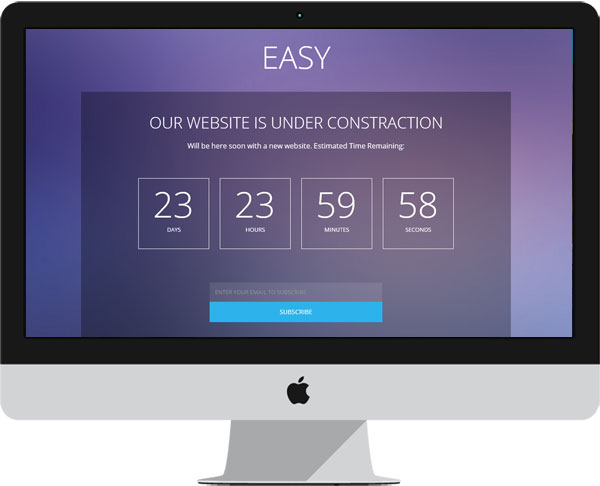 EASY
OUR WEBSITE IS UNDER CONSTRACTION
Will be here soon with a new website. Estimated Time Remaining:
23 23 59 58
DAYS HOURS MINUTES SECONDS
ENTER YOUR EMAIL TO SUBSCRIBE
SUBSCRIBE